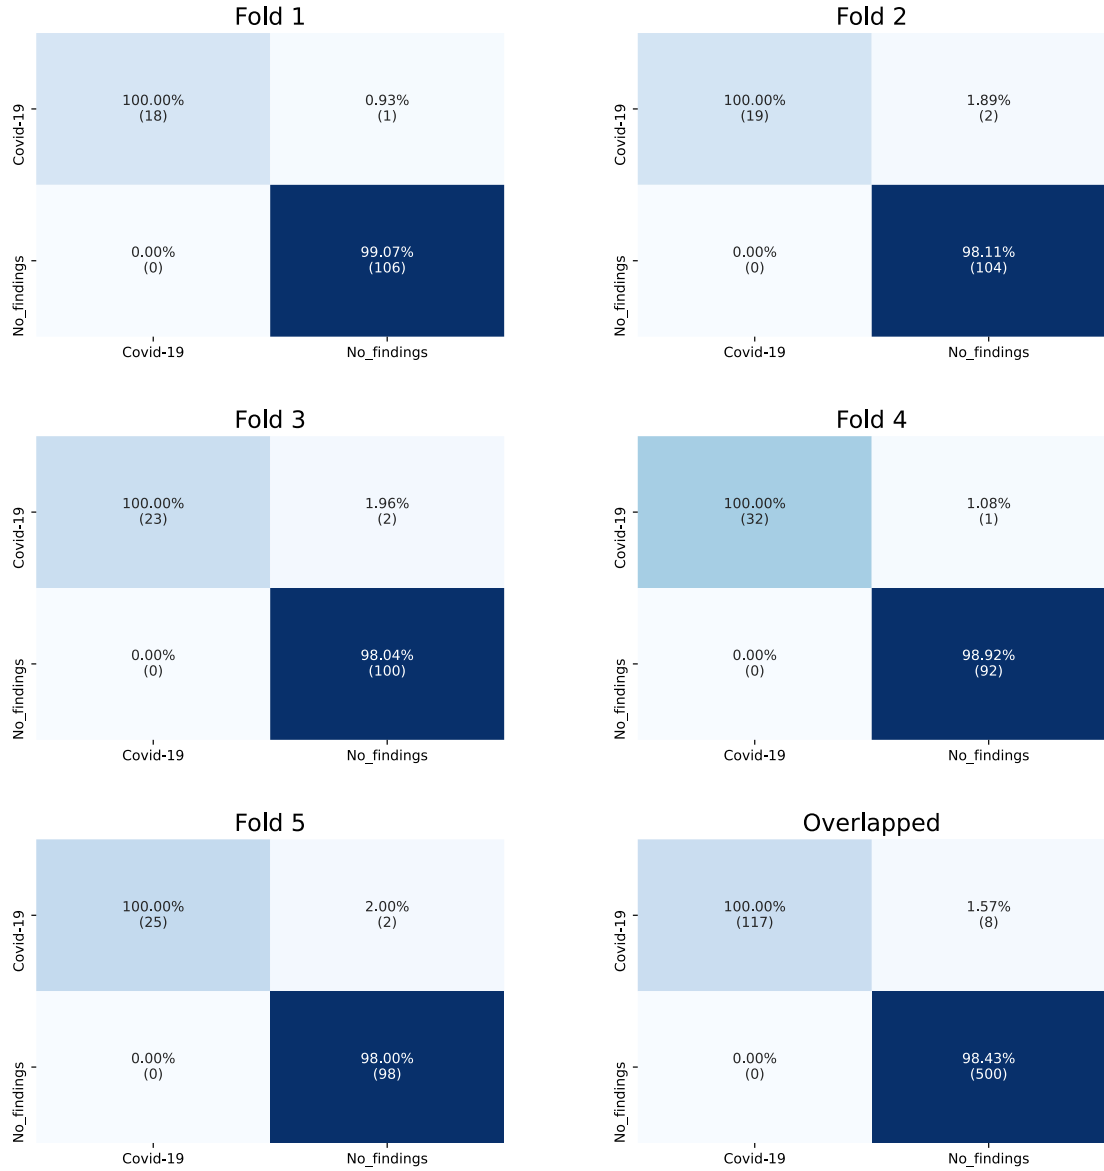 Fold 1
Covid-19
100.00%
(18)
0.93%
(1)
No_findings
0.00%
(0)
99.07%
(106)
Covid-19
No_findings
Fold 2
Covid-19
100.00%
(19)
1.89%
(2)
No_findings
0.00%
(0)
98.11%
(104)
Covid-19
No_findings
Fold 3
Covid-19
100.00%
(23)
1.96%
(2)
No_findings
0.00%
(0)
98.04%
(100)
Covid-19
No_findings
Fold 4
Covid-19
100.00%
(32)
1.08%
(1)
No_findings
0.00%
(0)
98.92%
(92)
Covid-19
No_findings
Fold 5
Covid-19
100.00%
(25)
2.00%
(2)
No_findings
0.00%
(0)
98.00%
(98)
Covid-19
No_findings
Overlapped
Covid-19
100.00%
(117)
1.57%
(8)
No_findings
0.00%
(0)
98.43%
(500)
Covid-19
No_findings